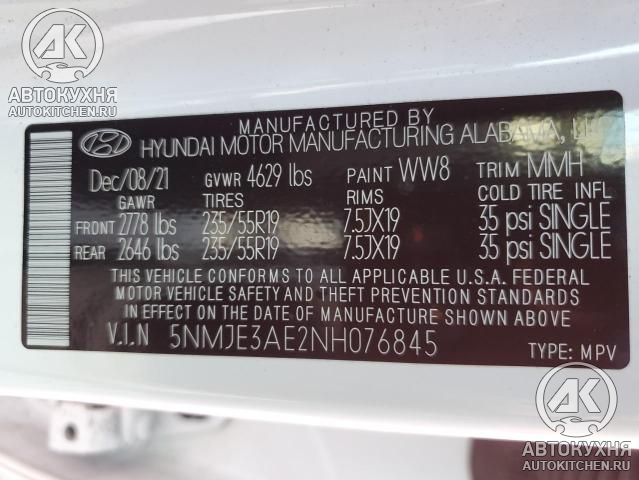 AK
АВТОКУХНЯ
AUTOKITCHEN.RU
MANUFACTURED BY
HYUNDAI MOTOR MANUFACTURING ALABAMA, LLC
Dec/08/21 GVWR 4629 lbs PAINT WW8 TRIM MMH
GAWR TIRES RIMS COLD TIRE INFL
FRONT 2778 lbs 235/55R19 7.5JX19 35 psi SINGLE
REAR 2646 lbs 235/55R19 7.5JX19 35 psi SINGLE
THIS VEHICLE CONFORMS TO ALL APPLICABLE U.S.A. FEDERAL
MOTOR VEHICLE SAFETY AND THEFT PREVENTION STANDARDS
IN EFFECT ON THE DATE OF MANUFACTURE SHOWN ABOVE.
V.I.N 5NMJE3AE2NH076845
TYPE: MPV
AK
АВТОКУХНЯ
AUTOKITCHEN.RU